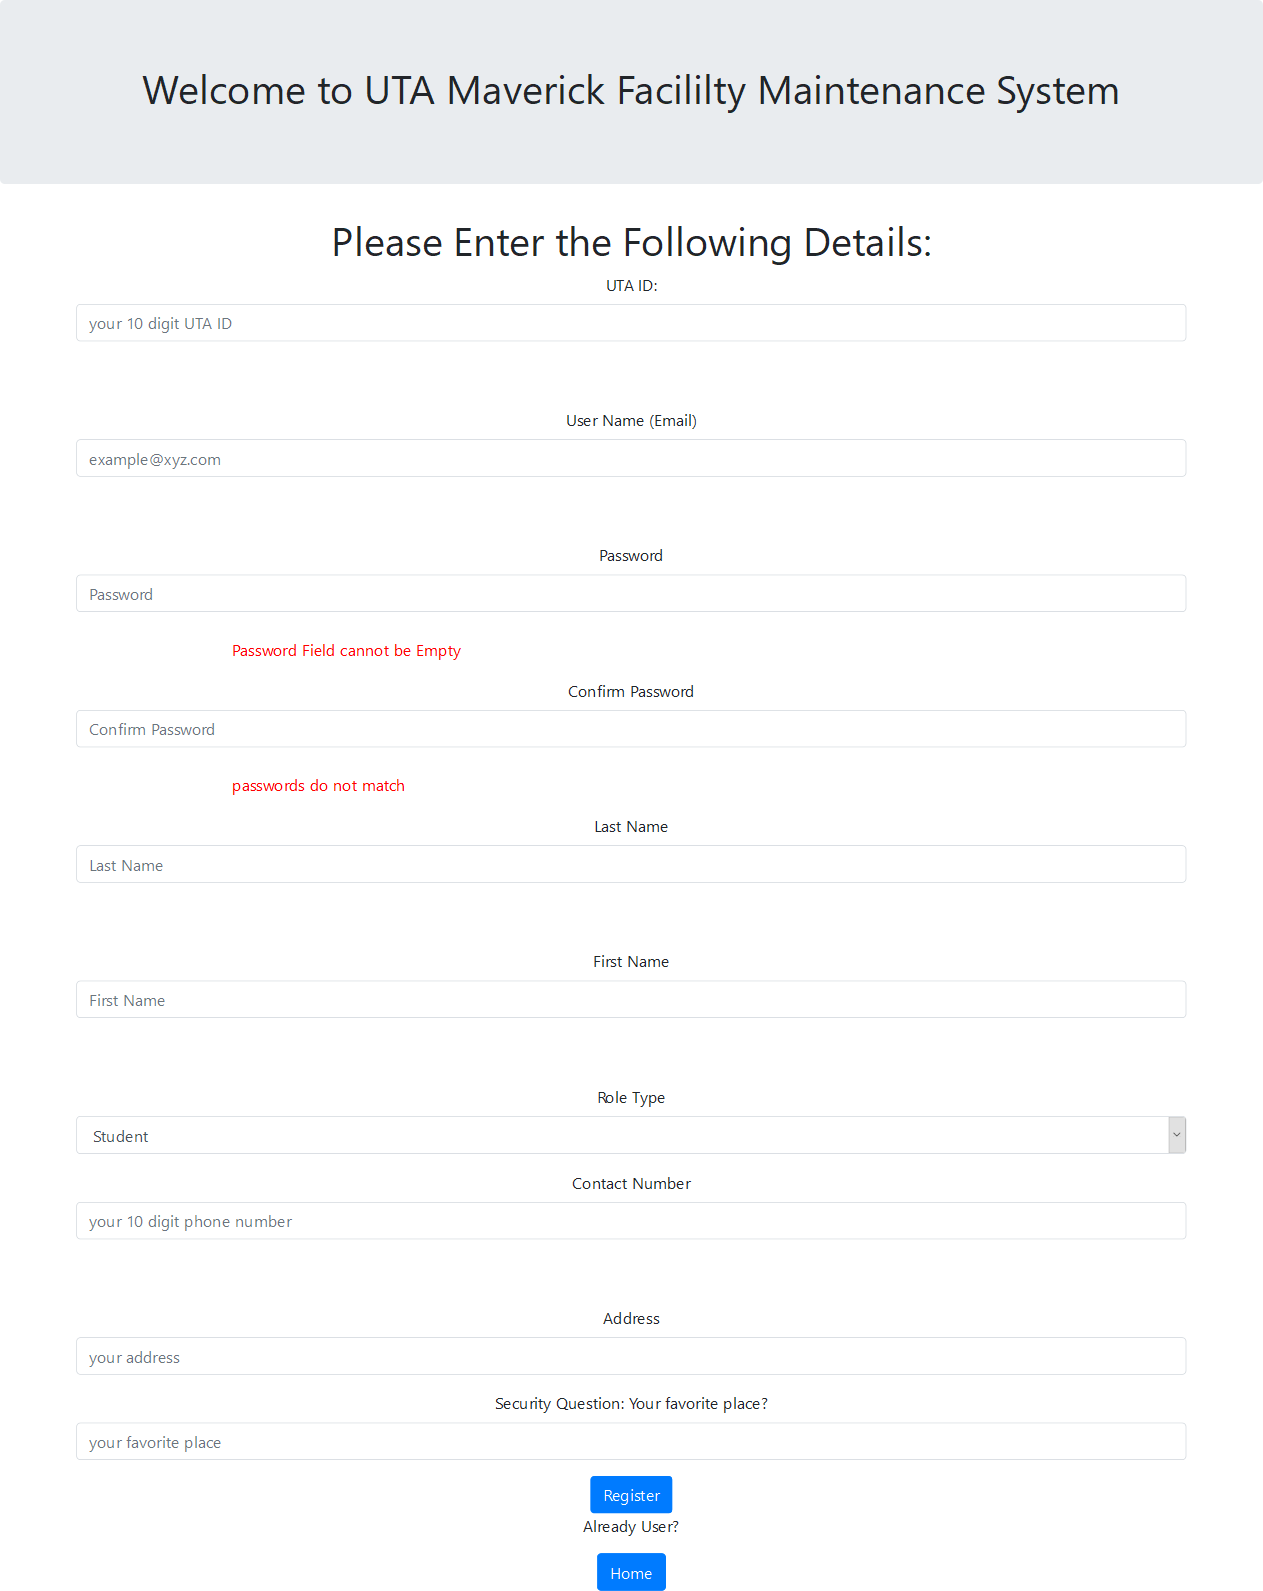 Welcome to UTA Maverick Facililty Maintenance System
Please Enter the Following Details:
UTA ID:
your 10 digit UTA ID
User Name (Email)
example@xyz.com
Password
Password
Password Field cannot be Empty
Confirm Password
Confirm Password
passwords do not match
Last Name
Last Name
First Name
First Name
Role Type
Student
Contact Number
your 10 digit phone number
Address
your address
Security Question: Your favorite place?
your favorite place
Register
Already User?
Home